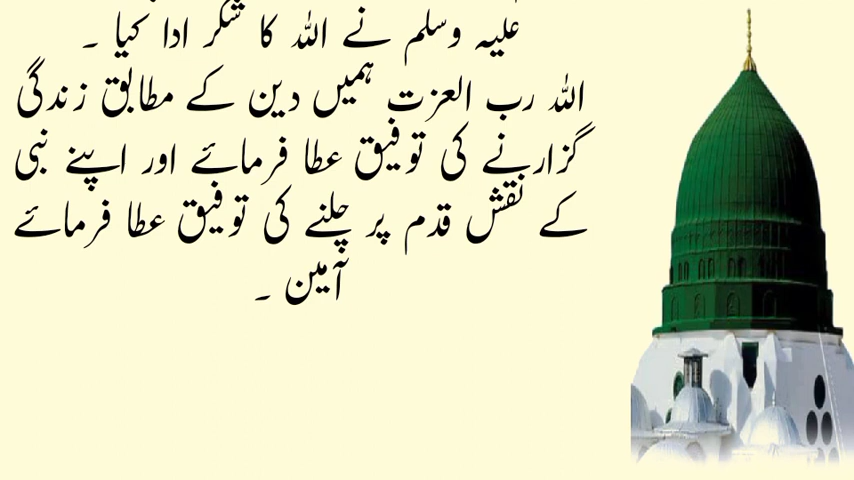 علیہ وسلم نے اللہ کا شکر ادا کیا ۔
اللہ رب العزت ہمیں دین کے مطابق زندگی
گزارنے کی توفیق عطا فرمائے اور اپنے نبی
کے نقش قدم پر چلنے کی توفیق عطا فرمائے
آمین ۔